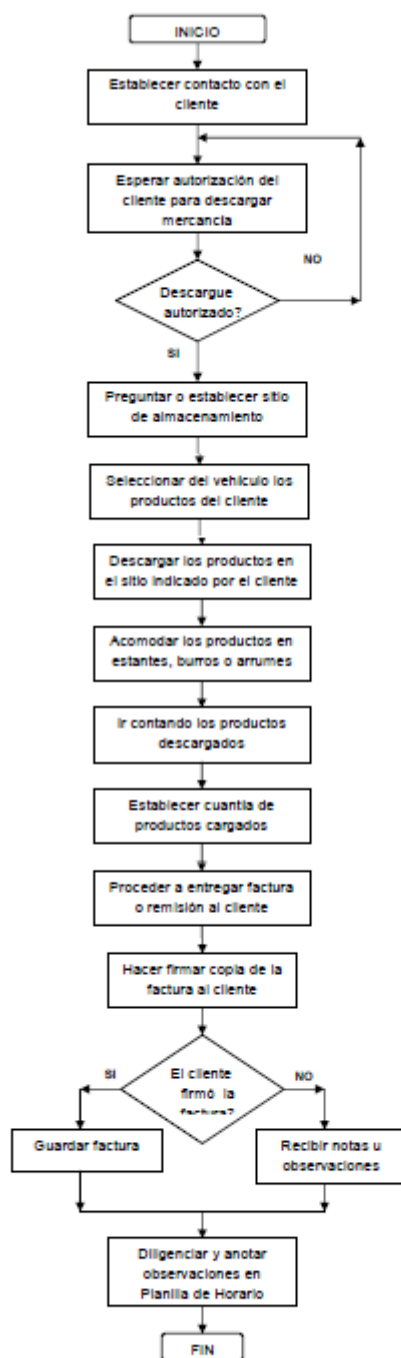 INICIO
Establecer contacto con el
cliente
Esperar autorización del
cliente para descargar
mercancia
NO
Descargue
autorizado?
SI
Preguntar o establecer sitio
de almacenamiento
Seleccionar del vehículo los
productos del cliente
Descargar los productos en
el sitio indicado por el cliente
Acomodar los productos en
estantes, burros o arrumes
Ir contando los productos
descargados
Establecer cuantía de
productos cargados
Proceder a entregar factura
o remisión al cliente
Hacer firmar copia de la
factura al cliente
SI
El cliente
NO
firmó la
factura?
Guardar factura
Recibir notas u
observaciones
Diligenciar y anotar
observaciones en
Planilla de Horario
FIN